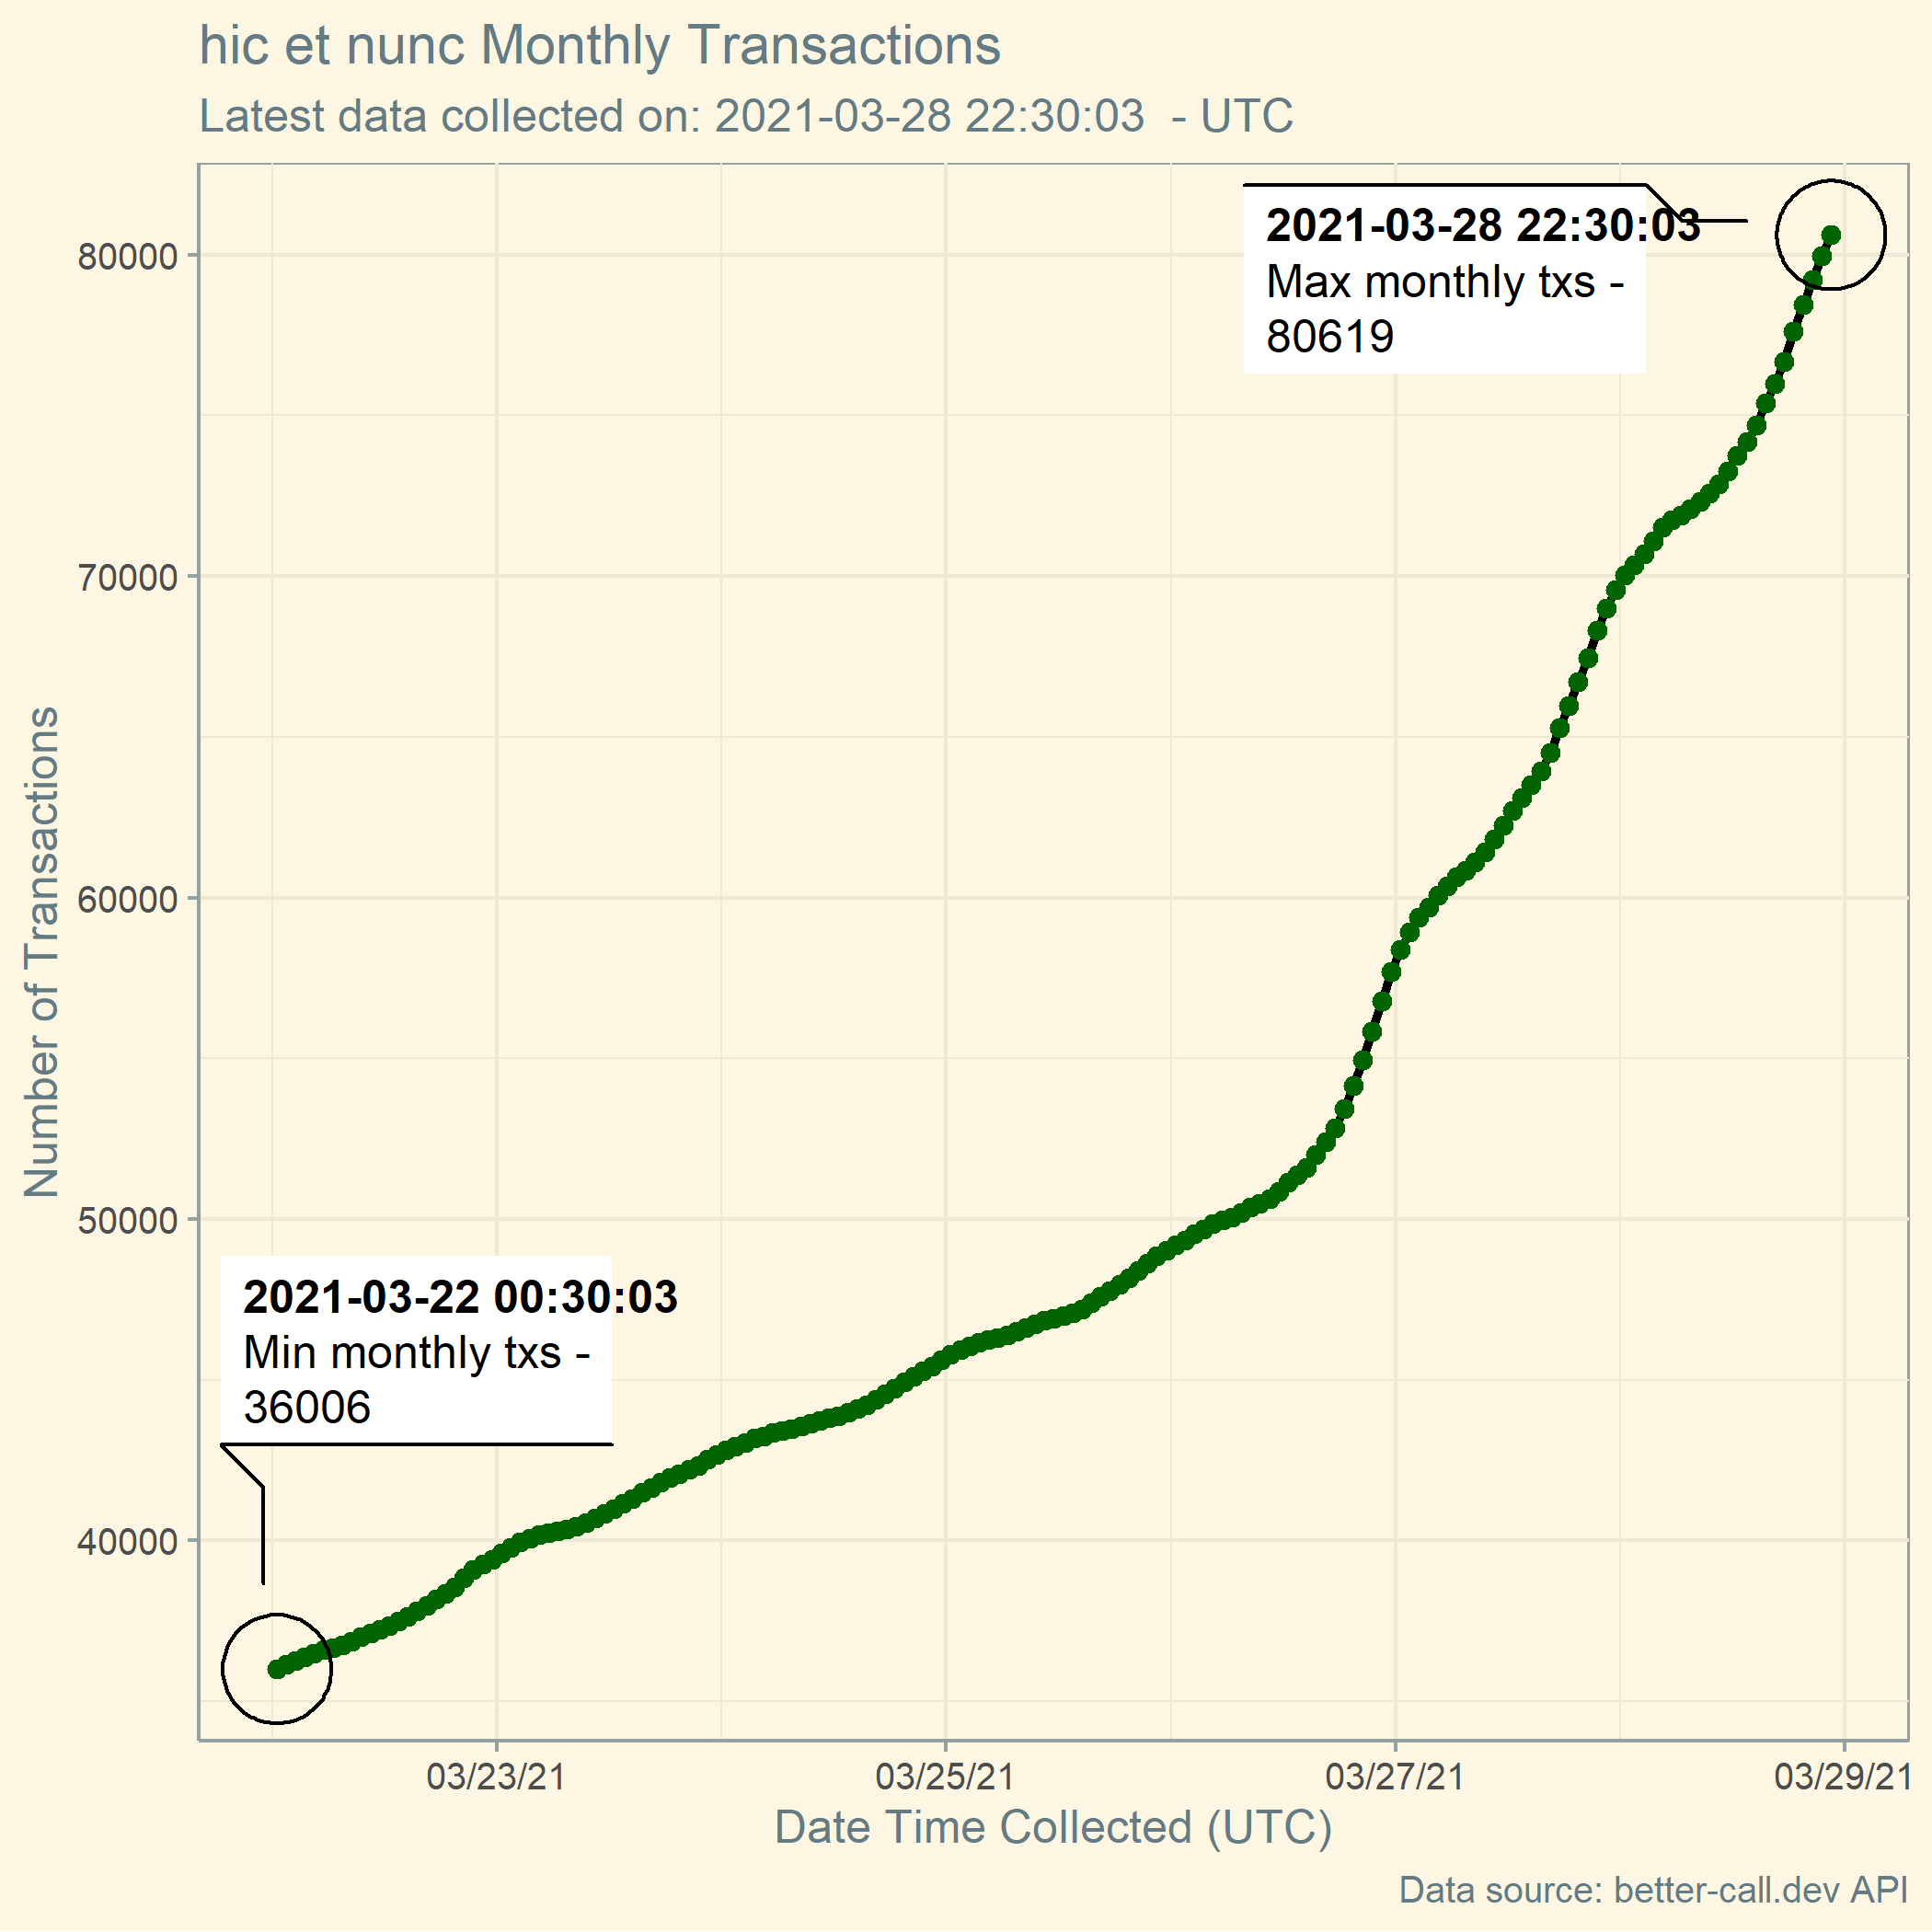 hic et nunc Monthly Transactions
Latest data collected on: 2021-03-28 22:30:03  - UTC
2021-03-28 22:30:03
Max monthly txs -
80619
80000
70000
60000
50000
40000
Number of Transactions
2021-03-22 00:30:03
Min monthly txs -
36006
03/23/21 03/25/21 03/27/21 03/29/21
Date Time Collected (UTC)
Data source: better-call.dev API